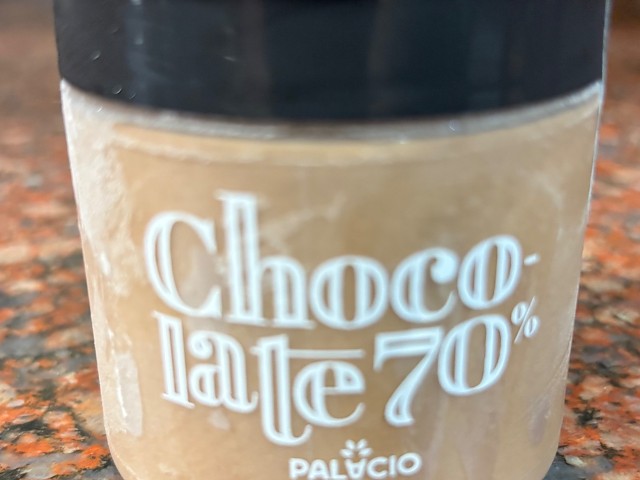 Choco-
late 70%
PALACIO